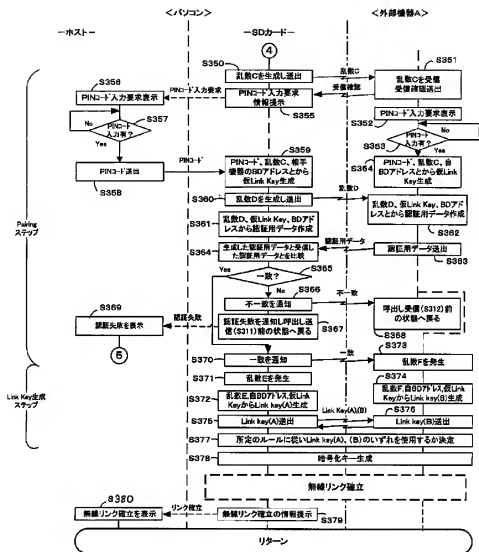 <パソコン>
<外部機器A>
ーホストー
ーSDカードー
④
S350
乱数Cを生成し送出
乱数C
S351
乱数Cを受信
受信確認送出
S356
PINコード入力要求
PINコード入力要求表示
受信確認
PINコード入力要求
情報提示
S355
PINコード入力要求表示
S352
No
PINコード
入力有?
S357
Yes
PINコード
入力有?
S353
No
Yes
S359
PINコード送出
S358
PINコード
PINコード、乱数C、相手
機器のBDアドレスとから
仮Link Key生成
S354
PINコード、乱数C、自
BDアドレスとから
仮Link Key生成
S360
乱数Dを生成し送出
乱数D
Pairing
ステップ
S361
乱数D、仮Link Key、BDアド
レスから認証用データ作成
乱数D、仮Link Key、BDア
ドレスとから認証用データ作成
S362
S364
生成した認証用データと受信し
た認証用データとを比較
認証用データ
認証用データ送出
S363
Yes
一致?
S365
No
S366
不一致を通知
不一致
呼出し受信(S312)前
の状態へ戻る
S368
S369
認証失敗を表示
認証失敗
認証失敗を通知し呼出し送
信(S311)前の状態へ戻る
S367
⑤
S370
一致を通知
一致
S373
乱数Fを発生
S371
乱数Eを発生
S374
Link Key生成
ステップ
S372
乱数E,自BDアドレス,仮Link
KeyからLink key(A)生成
乱数F,自BDアドレス,仮Link
KeyからLink key(B)生成
S375
Link key(A)送出
Link Key(A),(B)
S376
Link key(B)送出
S377
所定のルールに従いLink key(A)、(B)のいずれを使用するか決定
S378
暗号化キー生成
無線リンク確立
S380
無線リンク確立を表示
リンク確立
無線リンク確立の情報提示
S379
リターン